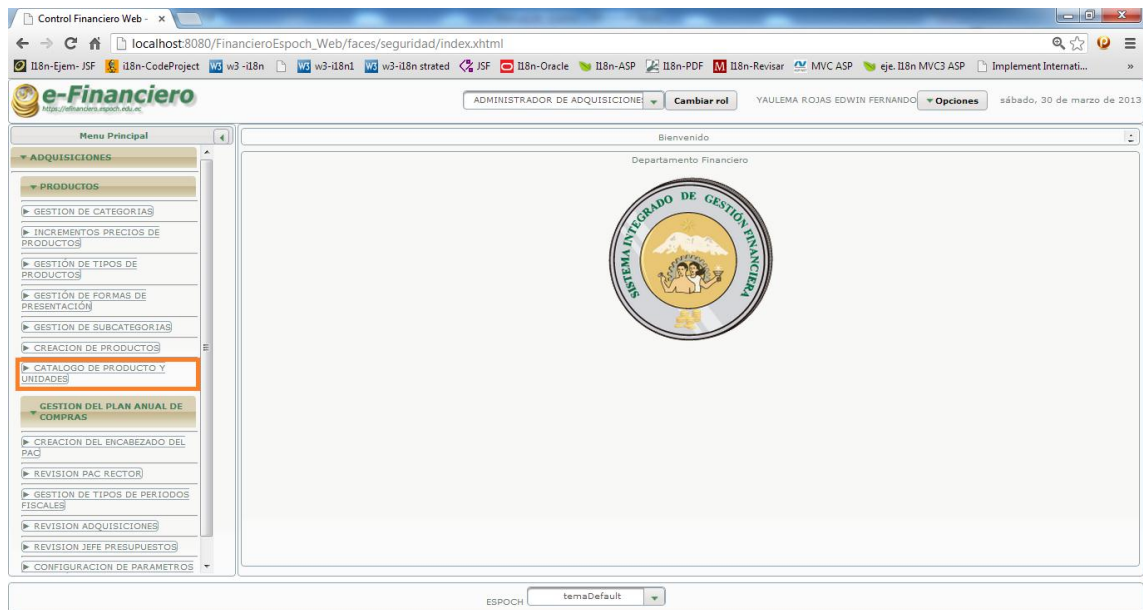 Control Financiero Web -
localhost:8080/FinancieroEspoch_Web/faces/seguridad/index.xhtml
I18n-Ejem- JSF
i18n-CodeProject
w3 -i18n
w3-i18n1
w3-i18n strated
JSF
I18n-Oracle
I18n-ASP
I18n-PDF
I18n-Revisar
MVC ASP
eje. I18n MVC3 ASP
Implement Internati...
»
e-Financiero
https://efinanciero.espoch.edu.ec
ADMINISTRADOR DE ADQUISICIONE
Cambiar rol
YAULEMA ROJAS EDWIN FERNANDO
Opciones
sábado, 30 de marzo de 2013
Menu Principal
Bienvenido
ADQUISICIONES
Departamento Financiero
PRODUCTOS
GESTION DE CATEGORIAS
INCREMENTOS PRECIOS DE
PRODUCTOS
GESTIÓN DE TIPOS DE
PRODUCTOS
GESTIÓN DE FORMAS DE
PRESENTACIÓN
GESTION DE SUBCATEGORIAS
CREACION DE PRODUCTOS
CATALOGO DE PRODUCTO Y
UNIDADES
GESTION DEL PLAN ANUAL DE
COMPRAS
CREACION DEL ENCABEZADO DEL
PAC
REVISION PAC RECTOR
GESTION DE TIPOS DE PERIODOS
FISCALES
REVISION ADQUISICIONES
REVISION JEFE PRESUPUESTOS
CONFIGURACION DE PARAMETROS
SISTEMA INTEGRADO DE GESTIÓN FINANCIERA
ESPOCH
temaDefault